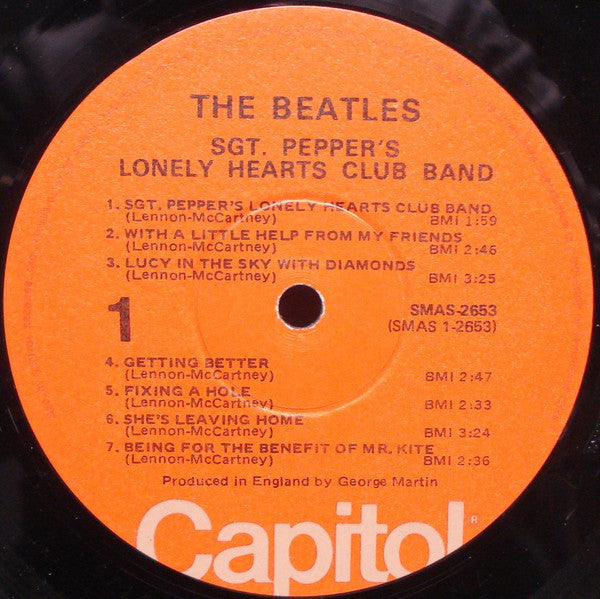 THE BEATLES
SGT. PEPPER'S
LONELY HEARTS CLUB BAND
1. SGT. PEPPER'S LONELY HEARTS CLUB BAND
(Lennon-McCartney) BMI 1:59
2. WITH A LITTLE HELP FROM MY FRIENDS
(Lennon-McCartney) BMI 2:46
3. LUCY IN THE SKY WITH DIAMONDS
(Lennon-McCartney) BMI 3:25
1
SMAS-2653
(SMAS 1-2653)
4. GETTING BETTER
(Lennon-McCartney) BMI 2:47
5. FIXING A HOLE
(Lennon-McCartney) BMI 2:33
6. SHE'S LEAVING HOME
(Lennon-McCartney) BMI 3:24
7. BEING FOR THE BENEFIT OF MR. KITE
(Lennon-McCartney) BMI 2:36
Produced in England by George Martin
Capitol®